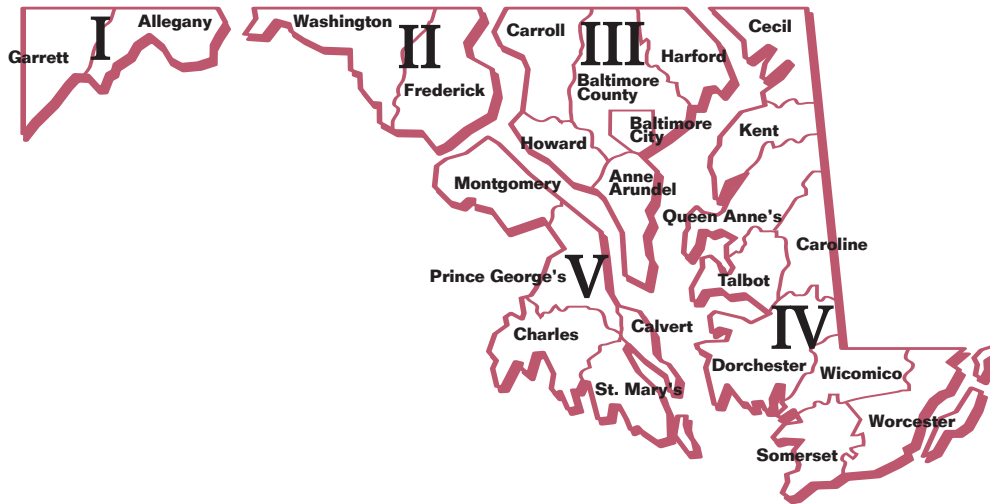 Garrett
I
Allegany
Washington
II
Frederick
Carroll
III
Harford
Baltimore
County
Baltimore
City
Howard
Anne
Arundel
Cecil
Kent
Queen Anne's
Caroline
Talbot
IV
Dorchester
Wicomico
Worcester
Somerset
Montgomery
Prince George's
V
Charles
Calvert
St. Mary's